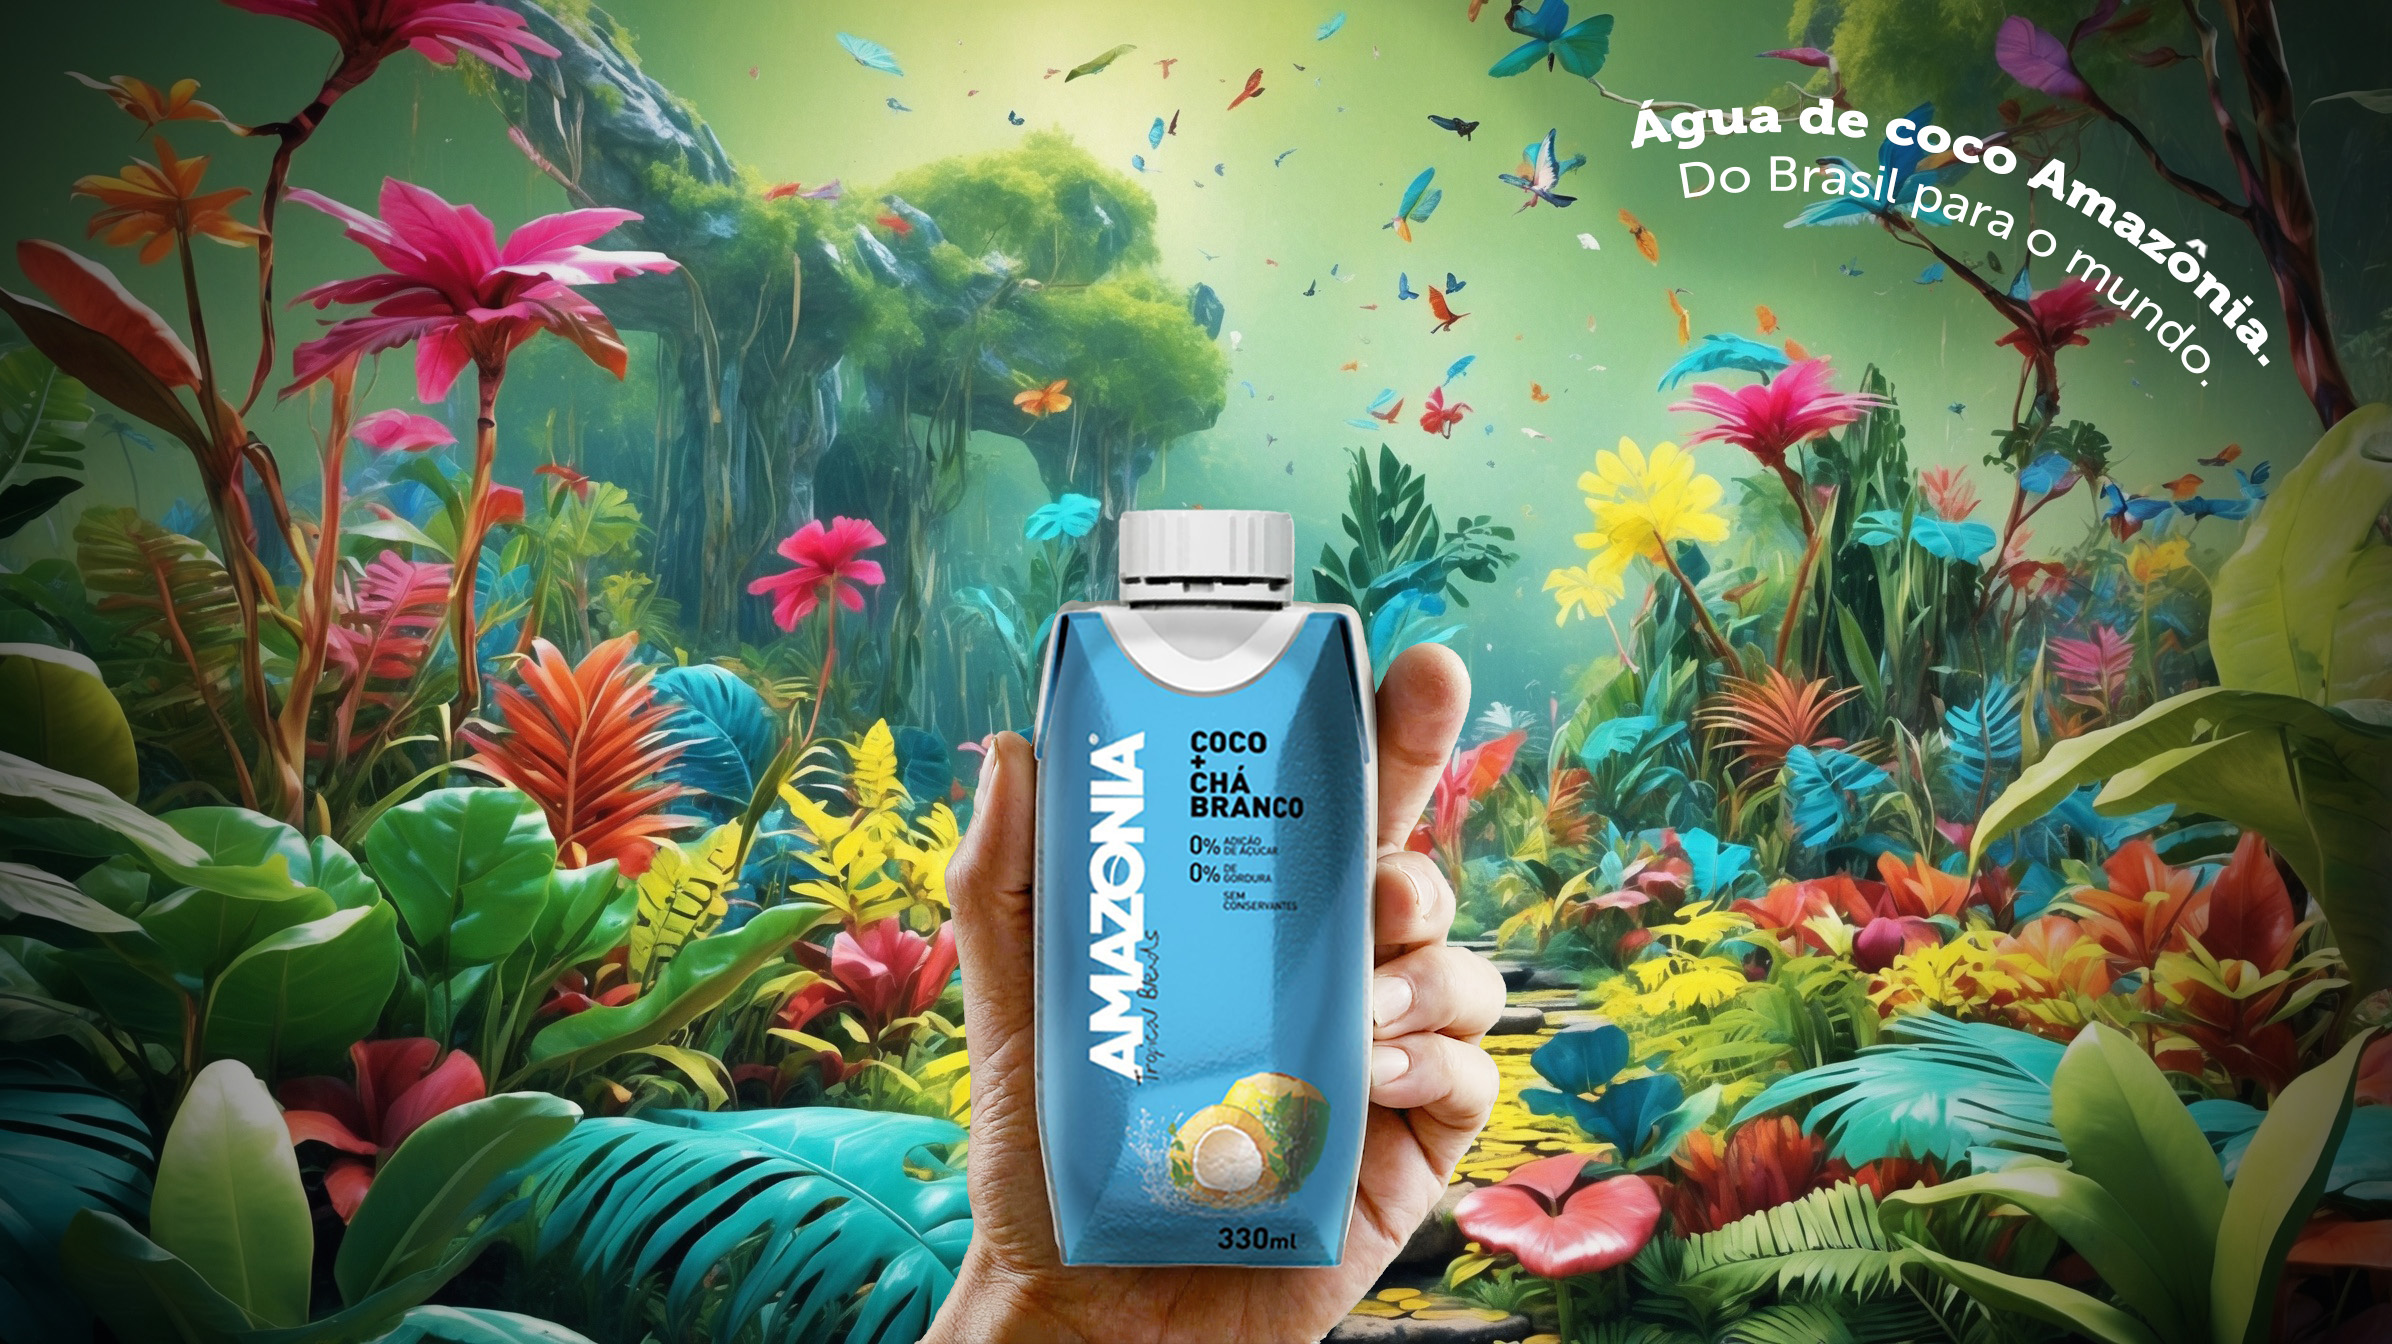 Água de coco Amazônia.
Do Brasil para o mundo.
AMAZONIA®
Tropical Blends
COCO
+
CHÁ
BRANCO
0% ADIÇÃO
DE AÇUCAR
0% DE
GORDURA
SEM
CONSERVANTES
330ml